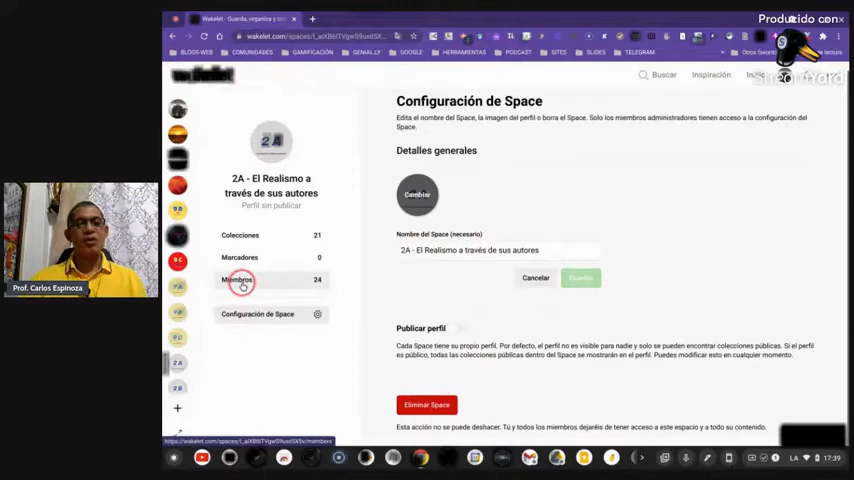 Wakelet - Guarda, organiza y co
Producido con
StreamYard
BLOGS-WEB
COMUNIDADES
GAMIFICACIÓN
GENIAL.LY
GOOGLE
HERRAMIENTAS
PODCAST
SITES
SLIDES
TELEGRAM
Otros favorito
de lectura
Buscar
Inspiración
Configuración de Space
Edita el nombre del Space, la imagen del perfil o borra el Space. Solo los miembros administradores tienen acceso a la configuración del
Space.
Detalles generales
2A
2A - El Realismo a
través de sus autores
Perfil sin publicar
Cambiar
Colecciones 21
Marcadores 0
Miembros 24
Configuración de Space
Nombre del Space (necesario)
2A - El Realismo a través de sus autores
Cancelar
Guardar
Publicar perfil
Cada Space tiene su propio perfil. Por defecto, el perfil no es visible para nadie y solo se pueden encontrar colecciones públicas. Si el perfil
es público, todas las colecciones públicas dentro del Space se mostrarán en el perfil. Puedes modificar esto en cualquier momento.
Eliminar Space
Esta acción no se puede deshacer. Tú y todos los miembros dejaréis de tener acceso a este espacio y a todo su contenido.
Prof. Carlos Espinoza
LA
17:39